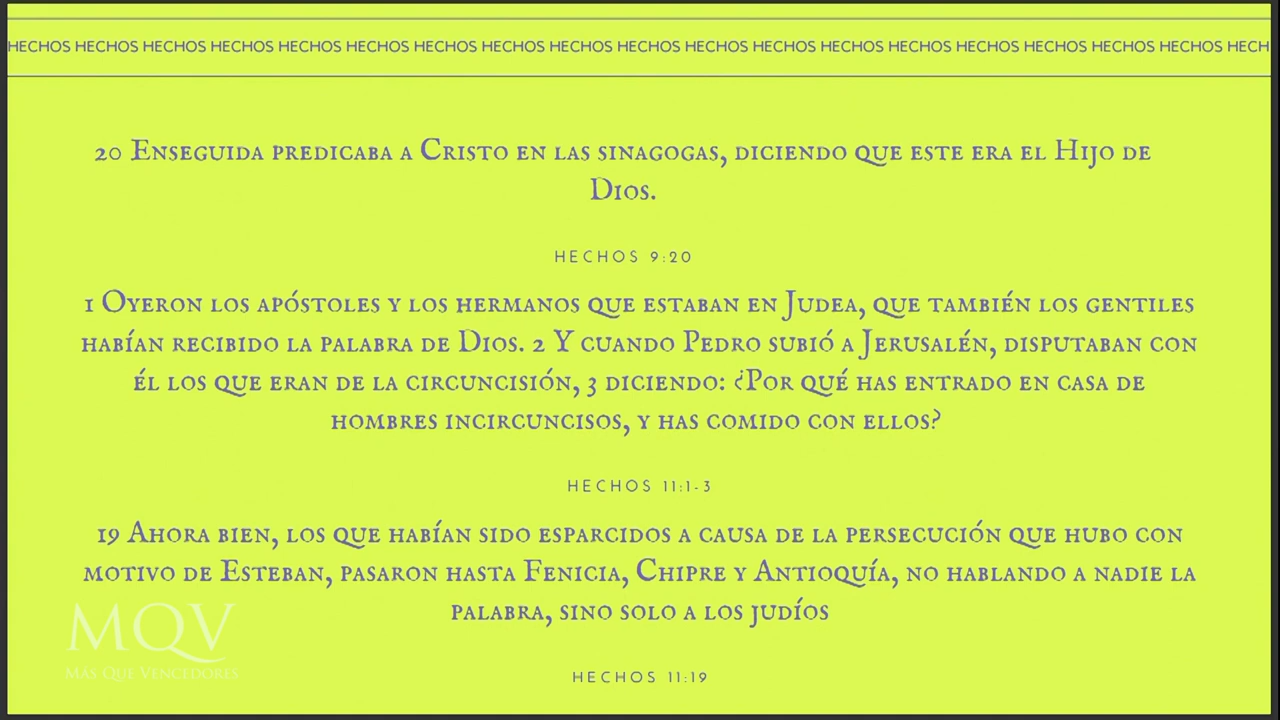 HECHOS HECHOS HECHOS HECHOS HECHOS HECHOS HECHOS HECHOS HECHOS HECHOS HECHOS HECHOS HECHOS HECHOS HECHOS HECHOS HECHOS HECHOS HECH
20 Enseguida predicaba a Cristo en las sinagogas, diciendo que este era el Hijo de
Dios.
HECHOS 9:20
1 Oyeron los apóstoles y los hermanos que estaban en Judea, que también los gentiles
habían recibido la palabra de Dios. 2 Y cuando Pedro subió a Jerusalén, disputaban con
él los que eran de la circuncisión, 3 diciendo: ¿Por qué has entrado en casa de
hombres incircuncisos, y has comido con ellos?
HECHOS 11:1-3
19 Ahora bien, los que habían sido esparcidos a causa de la persecución que hubo con
motivo de Esteban, pasaron hasta Fenicia, Chipre y Antioquía, no hablando a nadie la
palabra, sino solo a los judíos
MQV
Más Que Vencedores
HECHOS 11:19